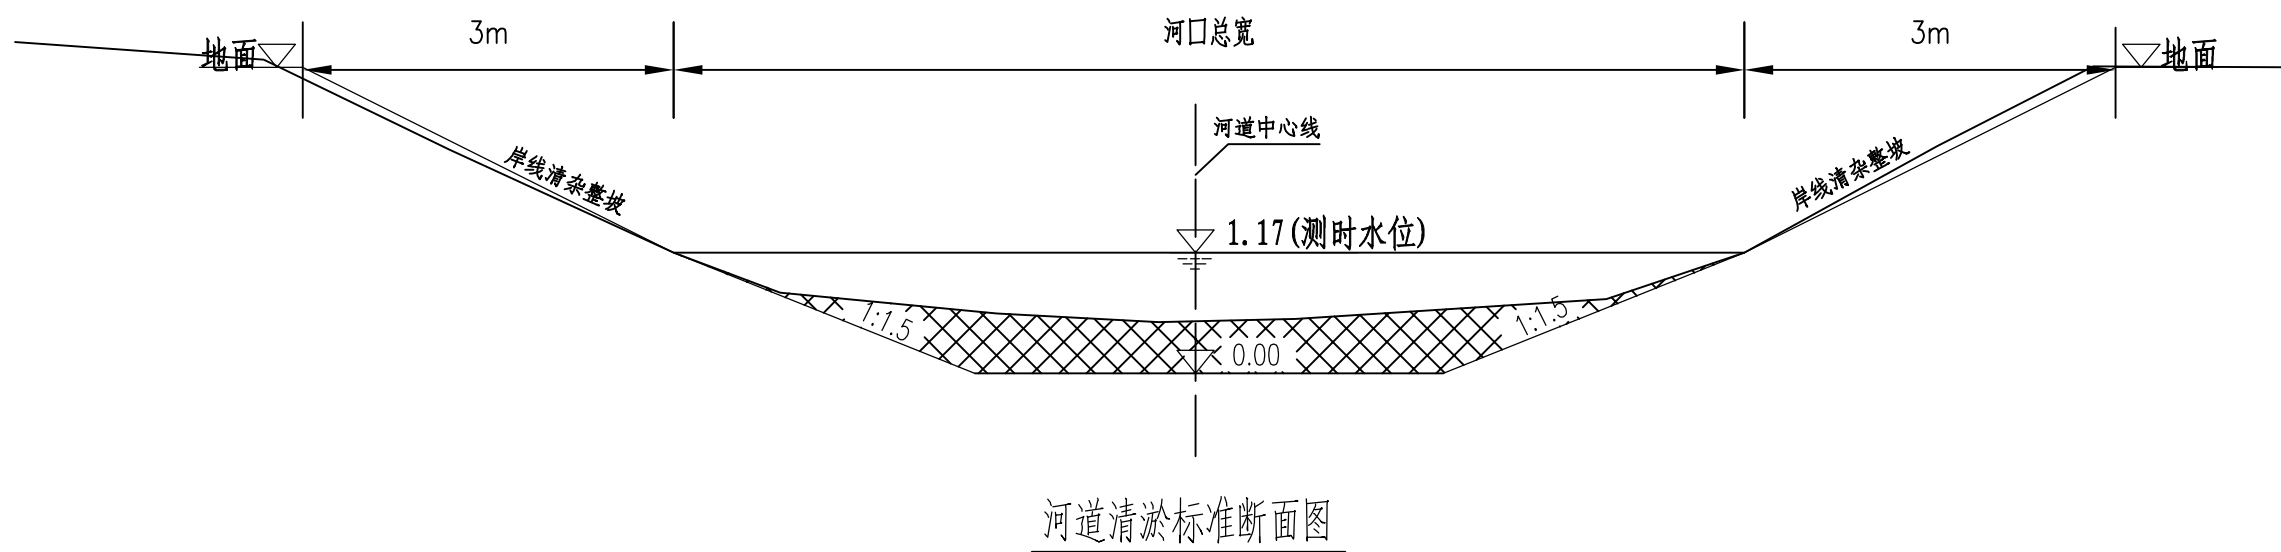 3m
河口总宽
3m
地面
地面
河道中心线
岸线清杂整坡
岸线清杂整坡
1.17(测时水位)
1:1.5
1:1.5
0.00
河道清淤标准断面图